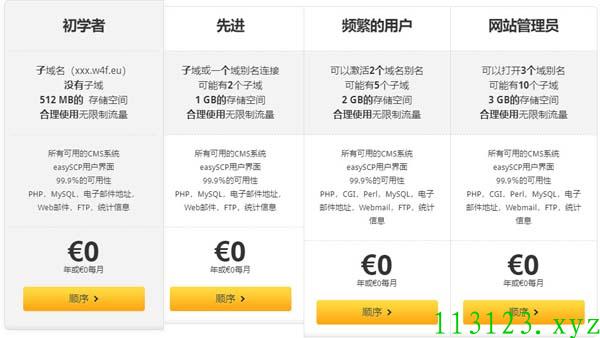 初学者
子域名（xxx.w4f.eu）
没有子域
512 MB的 存储空间
合理使用无限制流量
所有可用的CMS系统
easySCP用户界面
99.9％的可用性
PHP，MySQL，电子邮件地址，
Web邮件，FTP，统计信息
€0
年或€0每月
顺序
先进
子域或一个域别名连接
可能有2个子域
1 GB的存储空间
合理使用无限制流量
所有可用的CMS系统
easySCP用户界面
99.9％的可用性
PHP，MySQL，电子邮件地址，
Web邮件，FTP，统计信息
€0
年或€0每月
顺序
频繁的用户
可以激活2个域名别名
可能有5个子域
2 GB的存储空间
合理使用无限制流量
所有可用的CMS系统
easySCP用户界面
99.9％的可用性
PHP，CGI，Perl，MySQL，电子
邮件地址，Webmail，FTP，统计
信息
€0
年或€0每月
顺序
网站管理员
可以打开3个域别名
可能有10个子域
3 GB的存储空间
合理使用无限制流量
所有可用的CMS系统
easySCP用户界面
99.9％的可用性
PHP，CGI，Perl，MySQL，电子
邮件地址，Webmail，FTP，统计
信息
€0
年或€0每月
顺序
113123.xyz